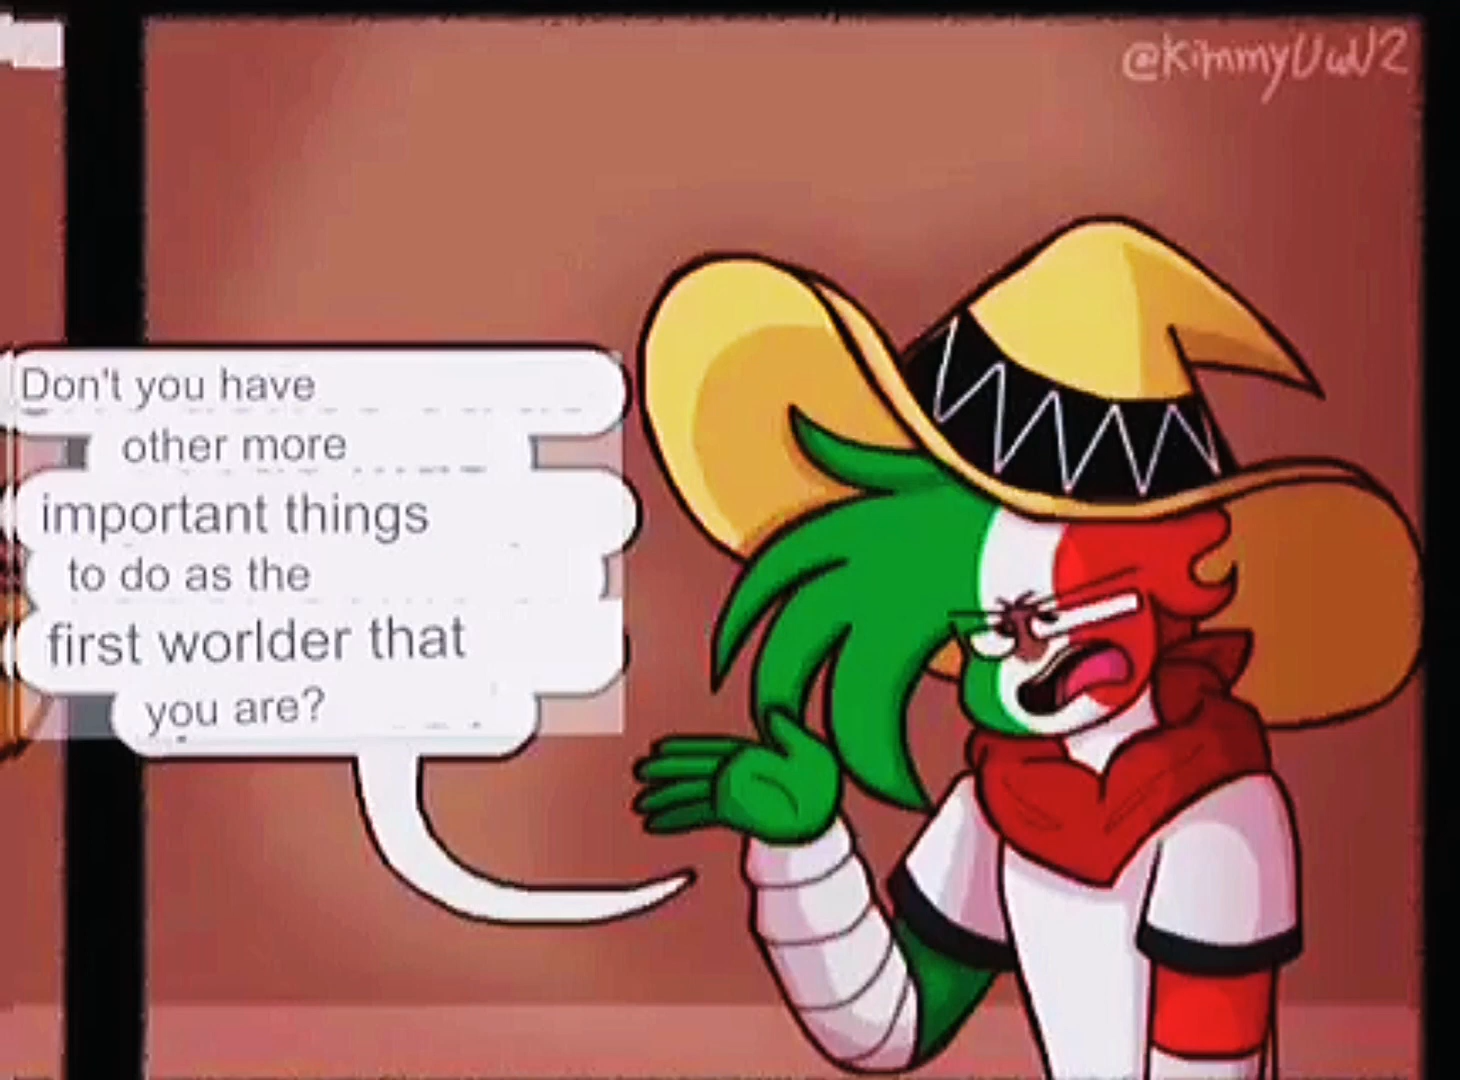 @KimmyUwU2
Don't you have
other more
important things
to do as the
first worlder that
you are?